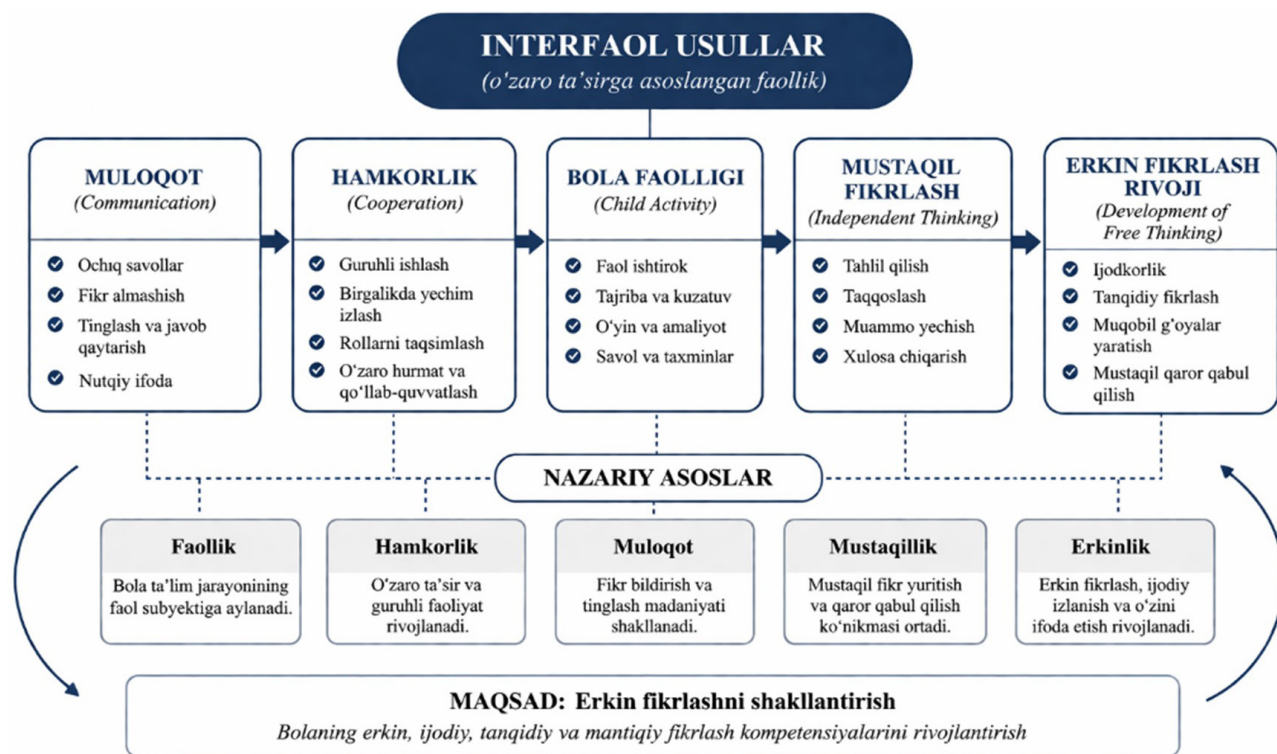 INTERFAOL USULLAR
(o‘zaro ta’sirga asoslangan faollik)
MULOQOT
(Communication)
Ochiq savollar
Fikr almashish
Tinglash va javob
qaytarish
Nutqiy ifoda
HAMKORLIK
(Cooperation)
Guruhli ishlash
Birgalikda yechim
izlash
Rollarni taqsimlash
O‘zaro hurmat va
qo‘llab-quvvatlash
BOLA FAOLLIGI
(Child Activity)
Faol ishtirok
Tajriba va kuzatuv
O‘yin va amaliyot
Savol va taxminlar
MUSTAQIL
FIKRLASH
(Independent Thinking)
Tahlil qilish
Taqqoslash
Muammo yechish
Xulosa chiqarish
ERKIN FIKRLASH
RIVOJI
(Development of
Free Thinking)
Ijodkorlik
Tanqidiy fikrlash
Muqobil g‘oyalar
yaratish
Mustaqil qaror qabul
qilish
NAZARIY ASOSLAR
Faollik
Bola ta’lim jarayonining
faol subyektiga aylanadi.
Hamkorlik
O‘zaro ta’sir va
guruhli faoliyat
rivojlanadi.
Muloqot
Fikr bildirish va
tinglash madaniyati
shakllanadi.
Mustaqillik
Mustaqil fikr yuritish
va qaror qabul qilish
ko‘nikmasi ortadi.
Erkinlik
Erkin fikrlash, ijodiy
izlanish va o‘zini
ifoda etish rivojlanadi.
MAQSAD: Erkin fikrlashni shakllantirish
Bolaning erkin, ijodiy, tanqidiy va mantiqiy fikrlash kompetensiyalarini rivojlantirish